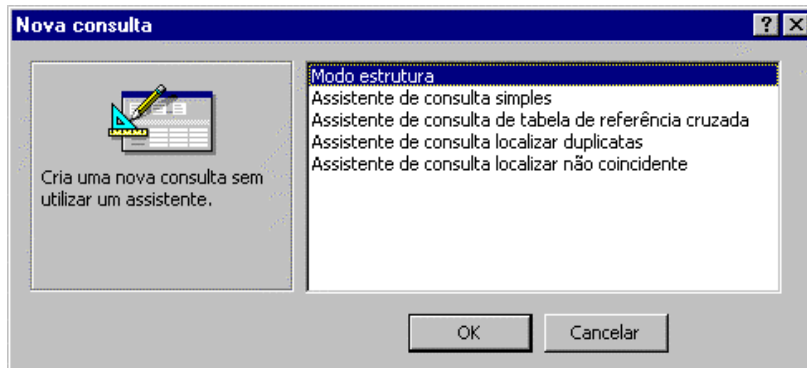 Nova consulta
Modo estrutura
Assistente de consulta simples
Assistente de consulta de tabela de referência cruzada
Assistente de consulta localizar duplicatas
Assistente de consulta localizar não coincidente
Cria uma nova consulta sem
utilizar um assistente.
OK
Cancelar